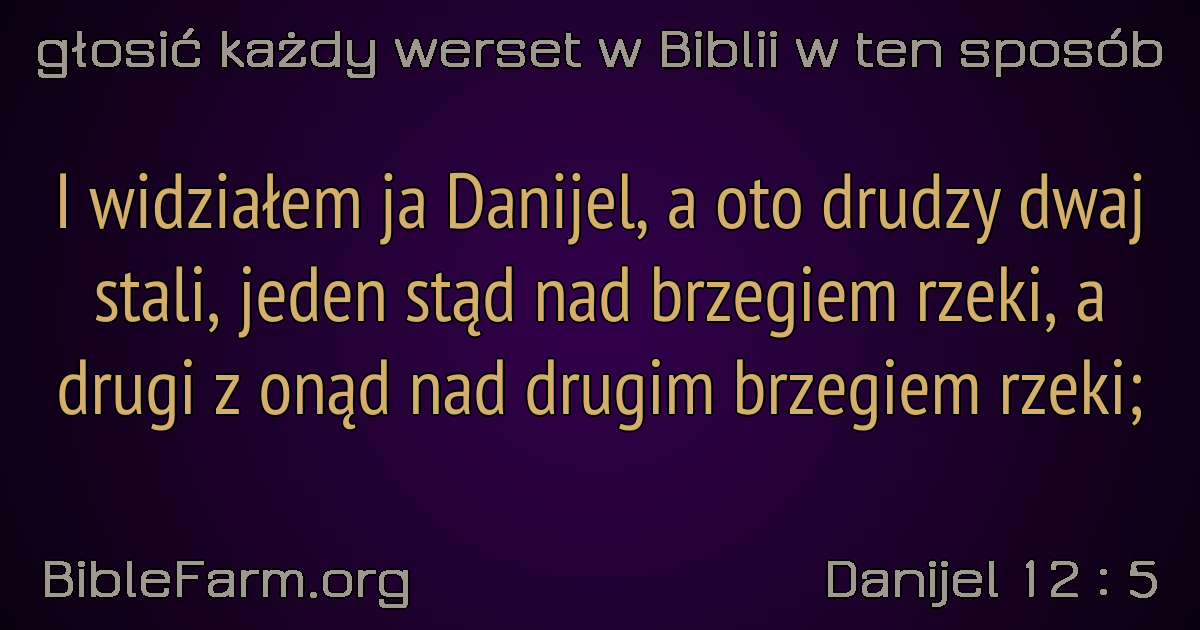 głosić każdy werset w Biblii w ten sposób
I widziałem ja Danijel, a oto drudzy dwaj
stali, jeden stąd nad brzegiem rzeki, a
drugi z onąd nad drugim brzegiem rzeki;
BibleFarm.org
Danijel 12 : 5